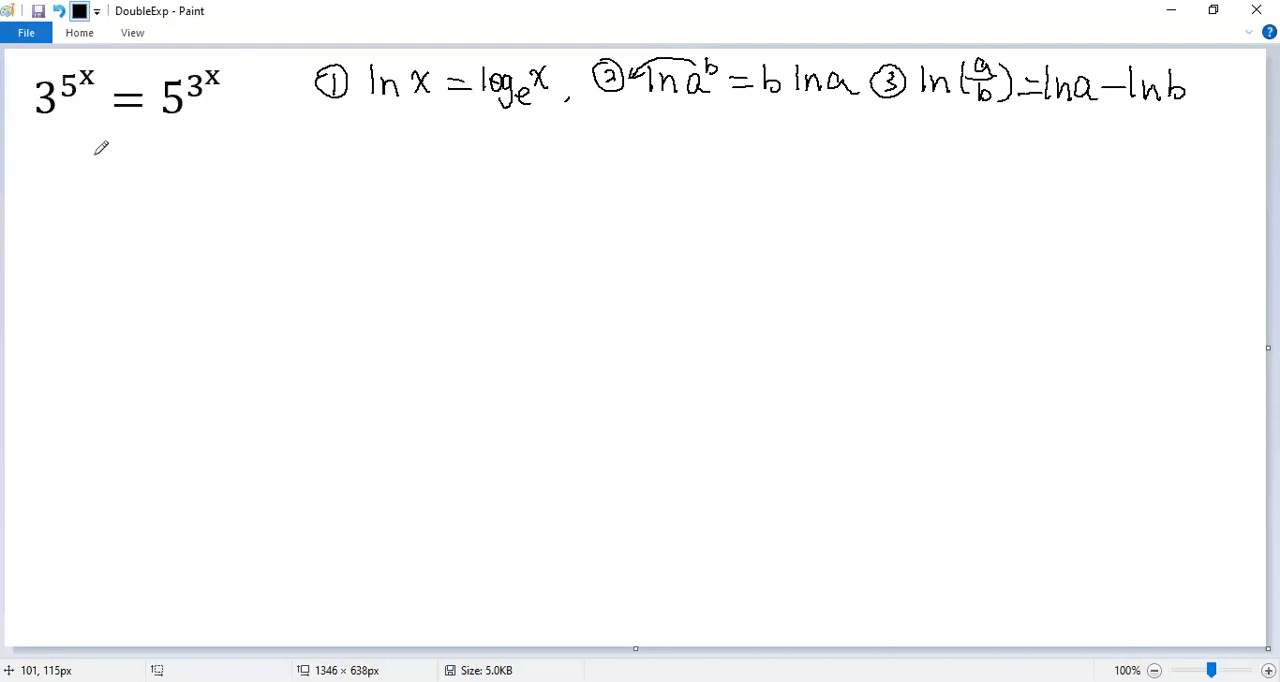 DoubleExp - Paint
File Home View
3^{5^x} = 5^{3^x} ① ln x = log_e x , ② ln a^b = b ln a ③ ln(a/b) = ln a - ln b
101, 115px 1346 × 638px Size: 5.0KB 100%